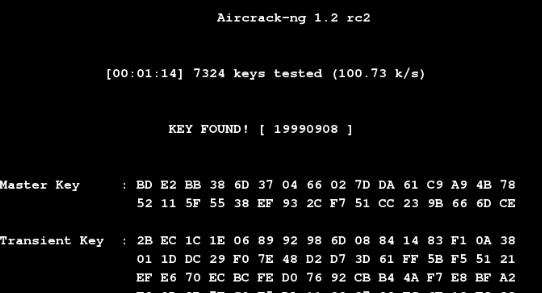 Aircrack-ng 1.2 rc2
[00:01:14] 7324 keys tested (100.73 k/s)
KEY FOUND! [ 19990908 ]
Master Key : BD E2 BB 38 6D 37 04 66 02 7D DA 61 C9 A9 4B 78
52 11 5F 55 38 EF 93 2C F7 51 CC 23 9B 66 6D CE
Transient Key : 2B EC 1C 1E 06 89 92 98 6D 08 84 14 83 F1 0A 38
01 1D DC 29 F0 7E 48 D2 D7 3D 61 FF 5B F5 51 21
EF E6 70 EC BC FE D0 76 92 CB B4 4A F7 E8 BF A2